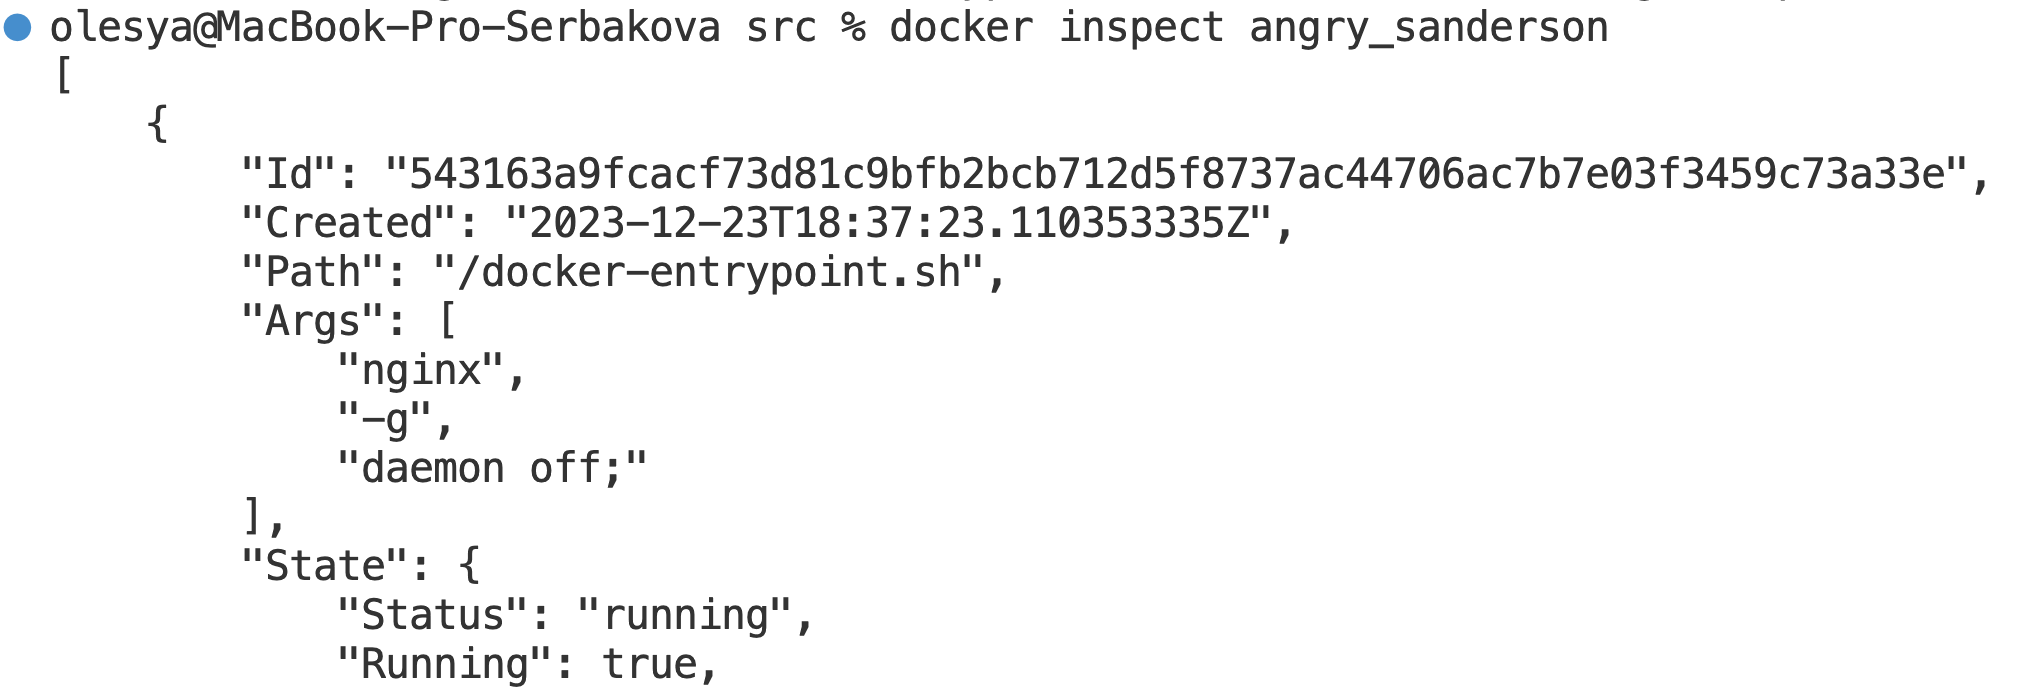 olesya@MacBook-Pro-Serbakova src % docker inspect angry_sanderson
[
    {
        "Id": "543163a9fcacf73d81c9bfb2bcb712d5f8737ac44706ac7b7e03f3459c73a33e",
        "Created": "2023-12-23T18:37:23.110353335Z",
        "Path": "/docker-entrypoint.sh",
        "Args": [
            "nginx",
            "-g",
            "daemon off;"
        ],
        "State": {
            "Status": "running",
            "Running": true,